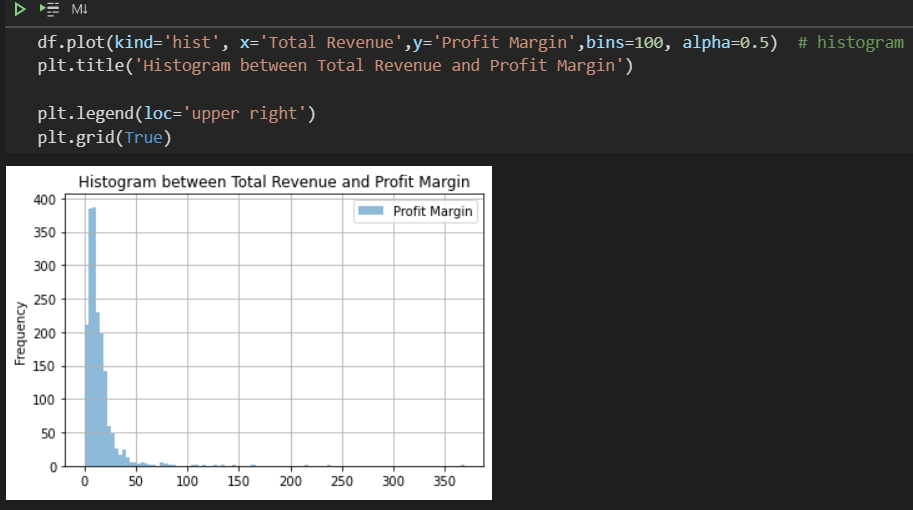 M↓
df.plot(kind='hist', x='Total Revenue',y='Profit Margin',bins=100, alpha=0.5)  # histogram
plt.title('Histogram between Total Revenue and Profit Margin')
plt.legend(loc='upper right')
plt.grid(True)
Histogram between Total Revenue and Profit Margin
Profit Margin
400
350
300
250
200
150
100
50
0
Frequency
0 50 100 150 200 250 300 350